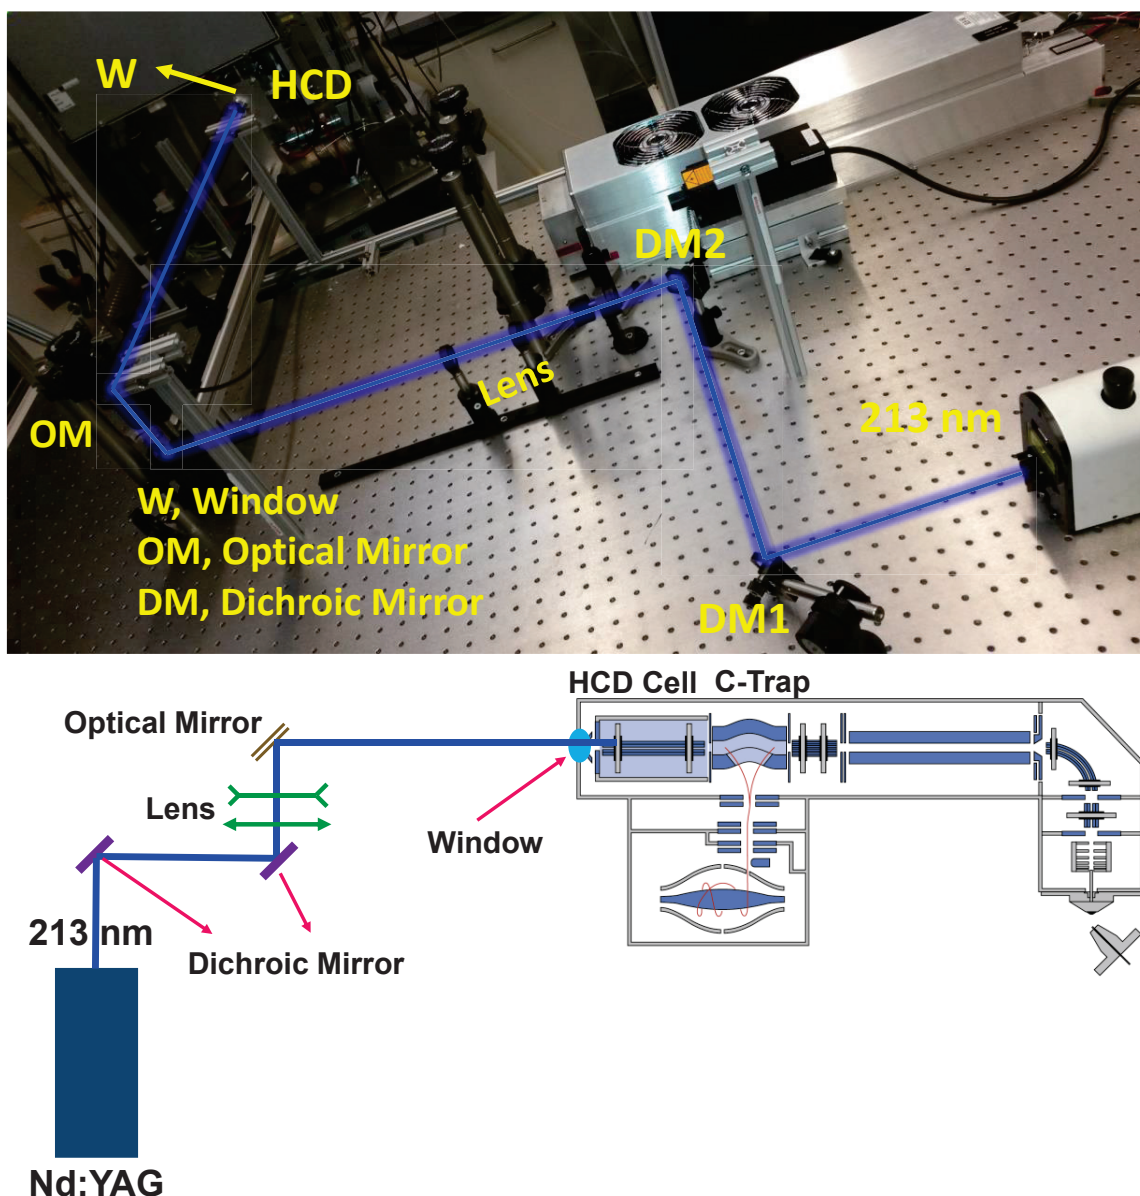 W
HCD
DM2
Lens
213 nm
OM
W, Window
OM, Optical Mirror
DM, Dichroic Mirror
DM1
HCD Cell
C-Trap
Optical Mirror
Lens
Window
213 nm
Dichroic Mirror
Nd:YAG